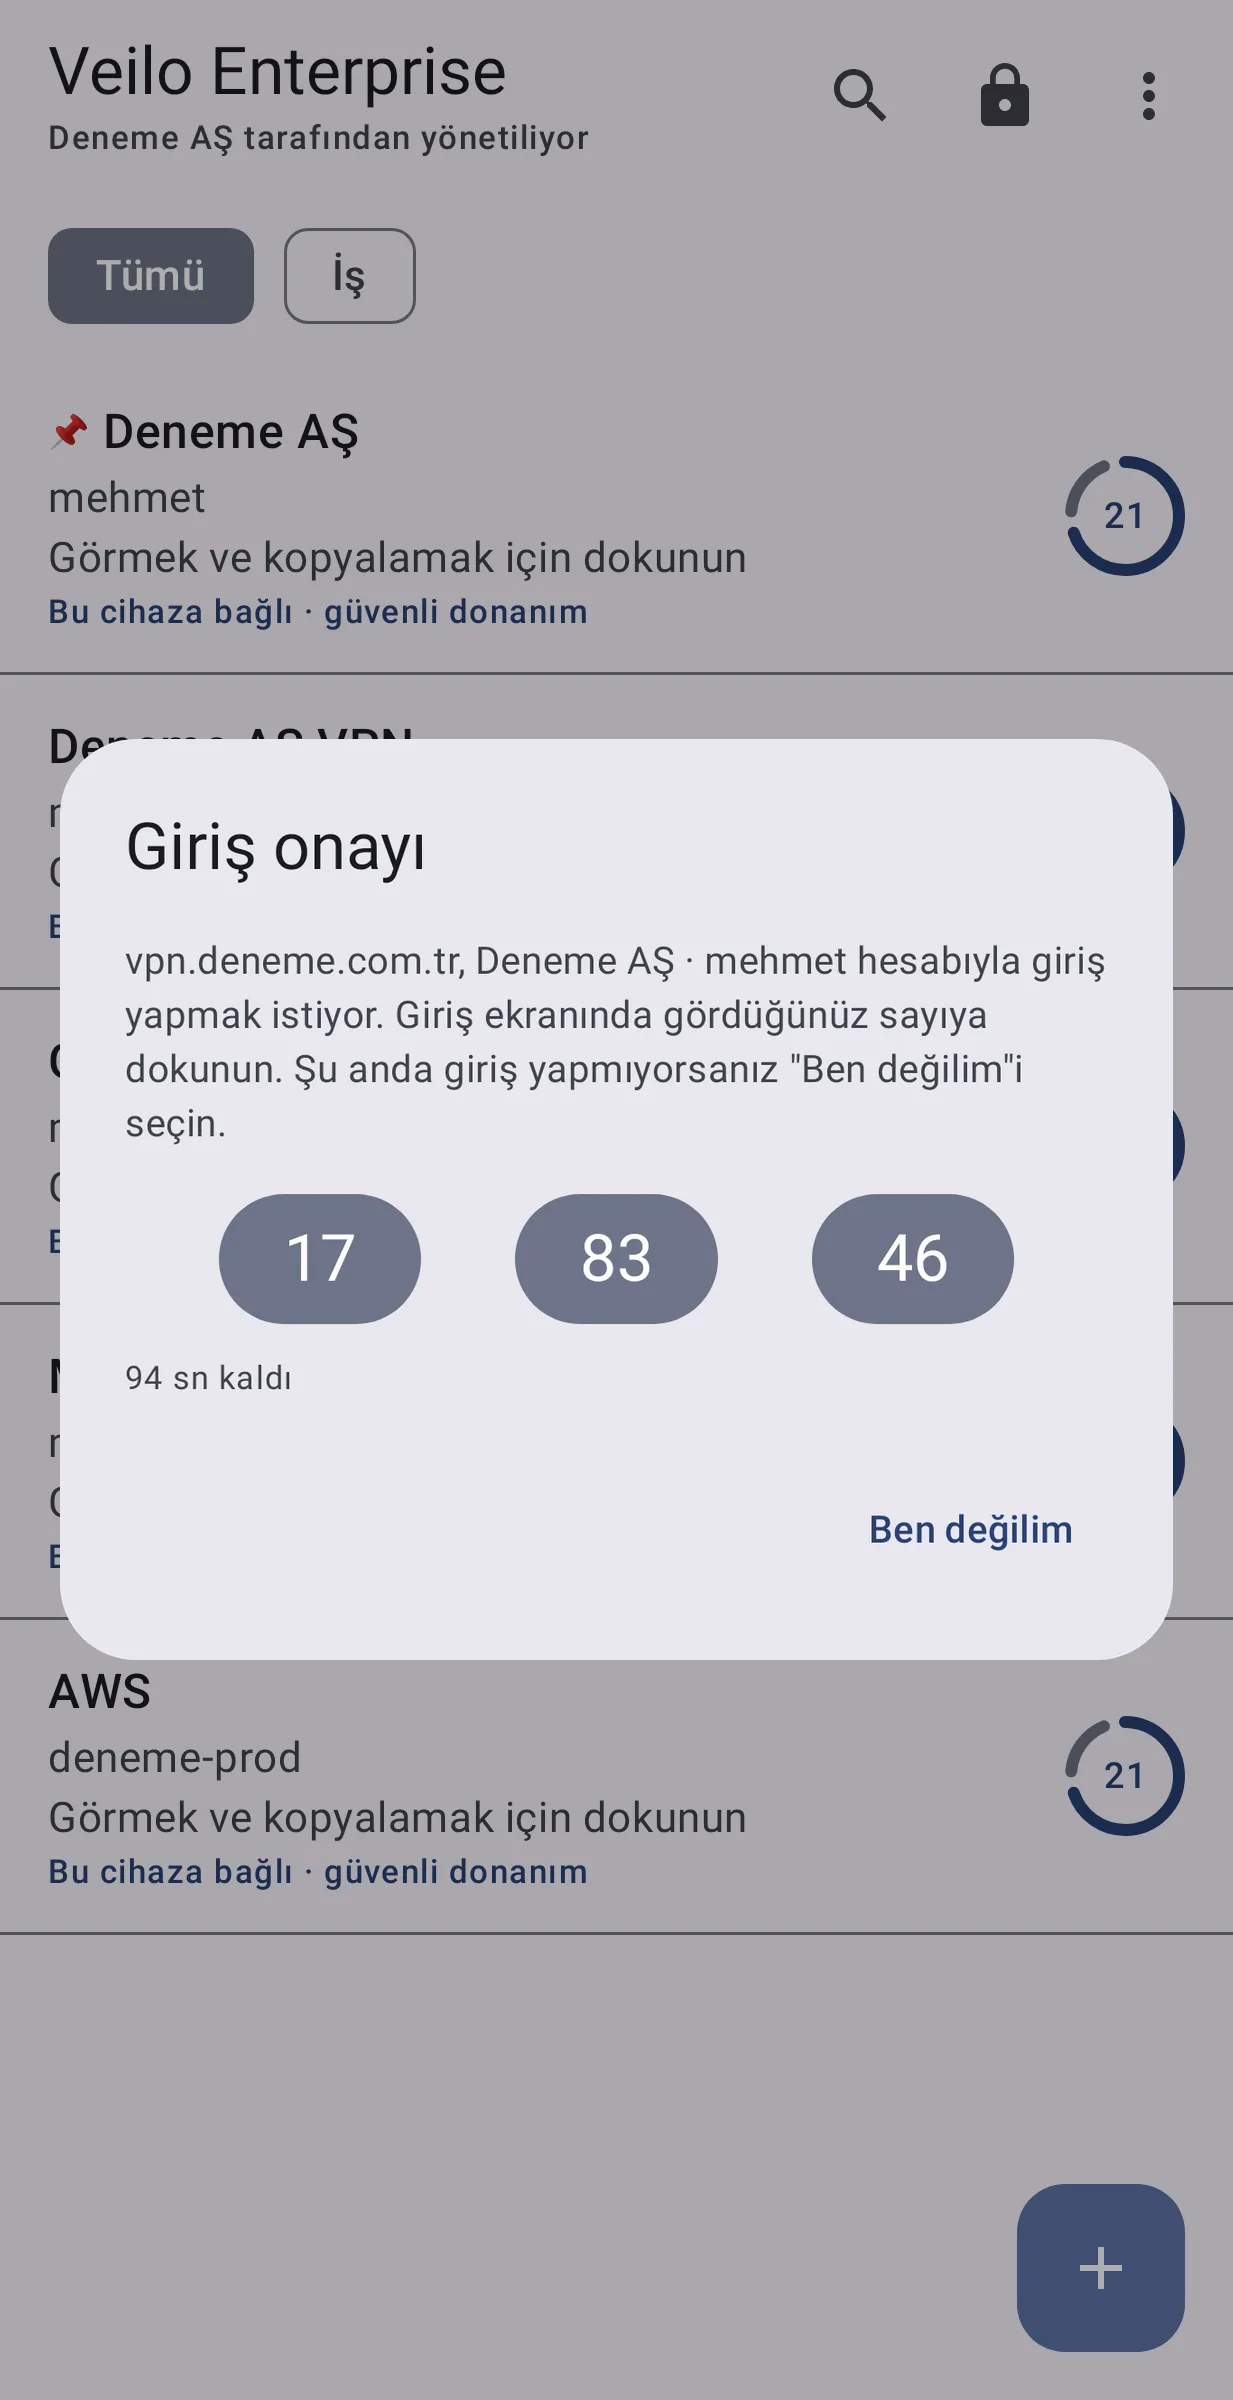 Veilo Enterprise
Deneme AŞ tarafından yönetiliyor
Tümü
İş
Deneme AŞ
mehmet
Görmek ve kopyalamak için dokunun
Bu cihaza bağlı · güvenli donanım
21
Deneme AŞ VPN
Giriş onayı
vpn.deneme.com.tr, Deneme AŞ · mehmet hesabıyla giriş
yapmak istiyor. Giriş ekranında gördüğünüz sayıya
dokunun. Şu anda giriş yapmıyorsanız "Ben değilim"i
seçin.
17
83
46
94 sn kaldı
Ben değilim
AWS
deneme-prod
Görmek ve kopyalamak için dokunun
Bu cihaza bağlı · güvenli donanım
21